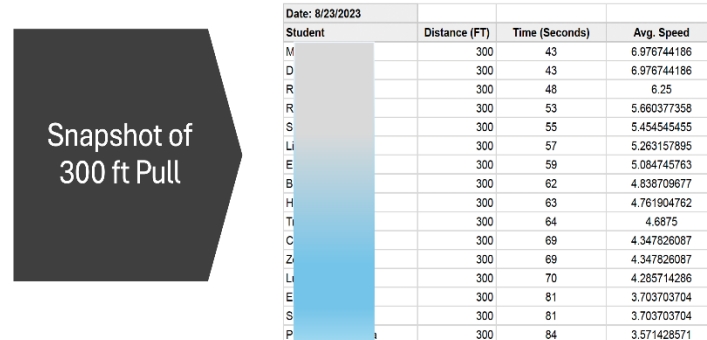 Snapshot of
300 ft Pull
Date: 8/23/2023
Student Distance (FT) Time (Seconds) Avg. Speed
M 300 43 6.976744186
D 300 43 6.976744186
R 300 48 6.25
R 300 53 5.660377358
S 300 55 5.454545455
Li 300 57 5.263157895
E 300 59 5.084745763
B 300 62 4.838709677
H 300 63 4.761904762
T 300 64 4.6875
C 300 69 4.347826087
Z 300 69 4.347826087
L 300 70 4.285714286
E 300 81 3.703703704
S 300 81 3.703703704
P a 300 84 3.571428571